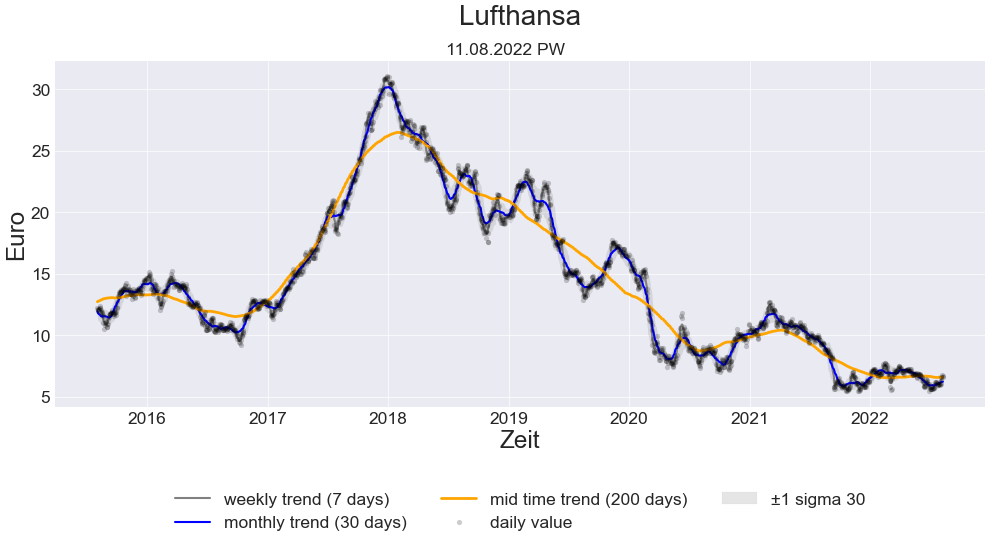 Lufthansa
11.08.2022 PW
Euro
30
25
20
15
10
5
2016 2017 2018 2019 2020 2021 2022
Zeit
weekly trend (7 days) mid time trend (200 days) ±1 sigma 30
monthly trend (30 days) daily value